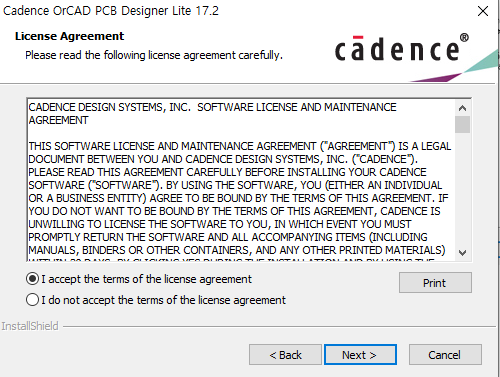 Cadence OrCAD PCB Designer Lite 17.2
License Agreement
Please read the following license agreement carefully.
cādence®
CADENCE DESIGN SYSTEMS, INC.  SOFTWARE LICENSE AND MAINTENANCE
AGREEMENT
THIS SOFTWARE LICENSE AND MAINTENANCE AGREEMENT ("AGREEMENT") IS A LEGAL
DOCUMENT BETWEEN YOU AND CADENCE DESIGN SYSTEMS, INC. ("CADENCE").
PLEASE READ THIS AGREEMENT CAREFULLY BEFORE INSTALLING YOUR CADENCE
SOFTWARE ("SOFTWARE"). BY USING THE SOFTWARE, YOU (EITHER AN INDIVIDUAL
OR A BUSINESS ENTITY) AGREE TO BE BOUND BY THE TERMS OF THIS AGREEMENT. IF
YOU DO NOT WANT TO BE BOUND BY THE TERMS OF THIS AGREEMENT, CADENCE IS
UNWILLING TO LICENSE THE SOFTWARE TO YOU, IN WHICH EVENT YOU MUST
PROMPTLY RETURN THE SOFTWARE AND ALL ACCOMPANYING ITEMS (INCLUDING
MANUALS, BINDERS OR OTHER CONTAINERS, AND ANY OTHER PRINTED MATERIALS)
I accept the terms of the license agreement
Print
I do not accept the terms of the license agreement
InstallShield
< Back
Next >
Cancel